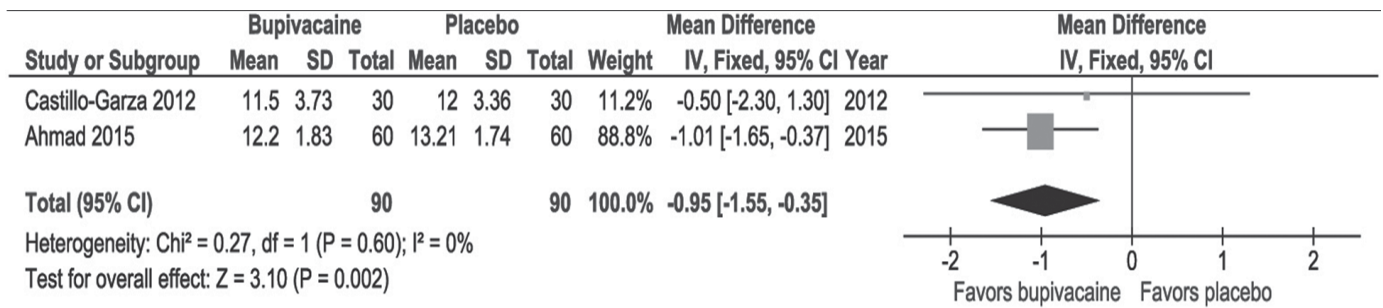 Bupivacaine Placebo Mean Difference Mean Difference
Study or Subgroup Mean SD Total Mean SD Total Weight IV, Fixed, 95% CI Year IV, Fixed, 95% CI
Castillo-Garza 2012 11.5 3.73 30 12 3.36 30 11.2% -0.50 [-2.30, 1.30] 2012
Ahmad 2015 12.2 1.83 60 13.21 1.74 60 88.8% -1.01 [-1.65, -0.37] 2015
Total (95% CI) 90 90 100.0% -0.95 [-1.55, -0.35]
Heterogeneity: Chi² = 0.27, df = 1 (P = 0.60); I² = 0%
Test for overall effect: Z = 3.10 (P = 0.002)
-2 -1 0 1 2
Favors bupivacaine Favors placebo